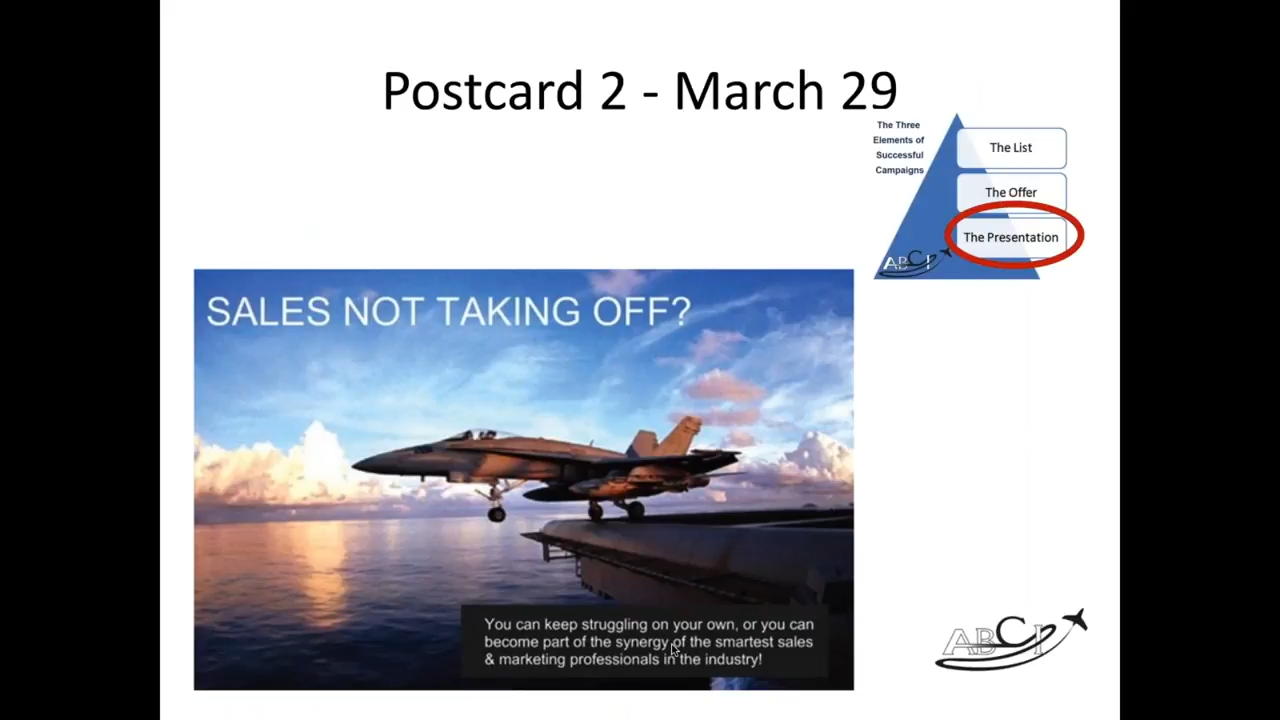 Postcard 2 - March 29
The Three
Elements of
Successful
Campaigns
The List
The Offer
The Presentation
ABCI
SALES NOT TAKING OFF?
You can keep struggling on your own, or you can
become part of the synergy of the smartest sales
& marketing professionals in the industry!
ABCI